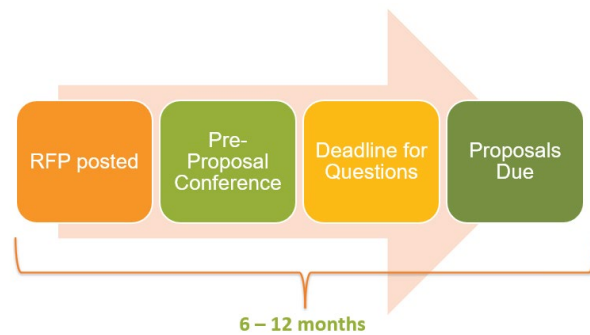 RFP posted
Pre-
Proposal
Conference
Deadline for
Questions
Proposals
Due
6 – 12 months